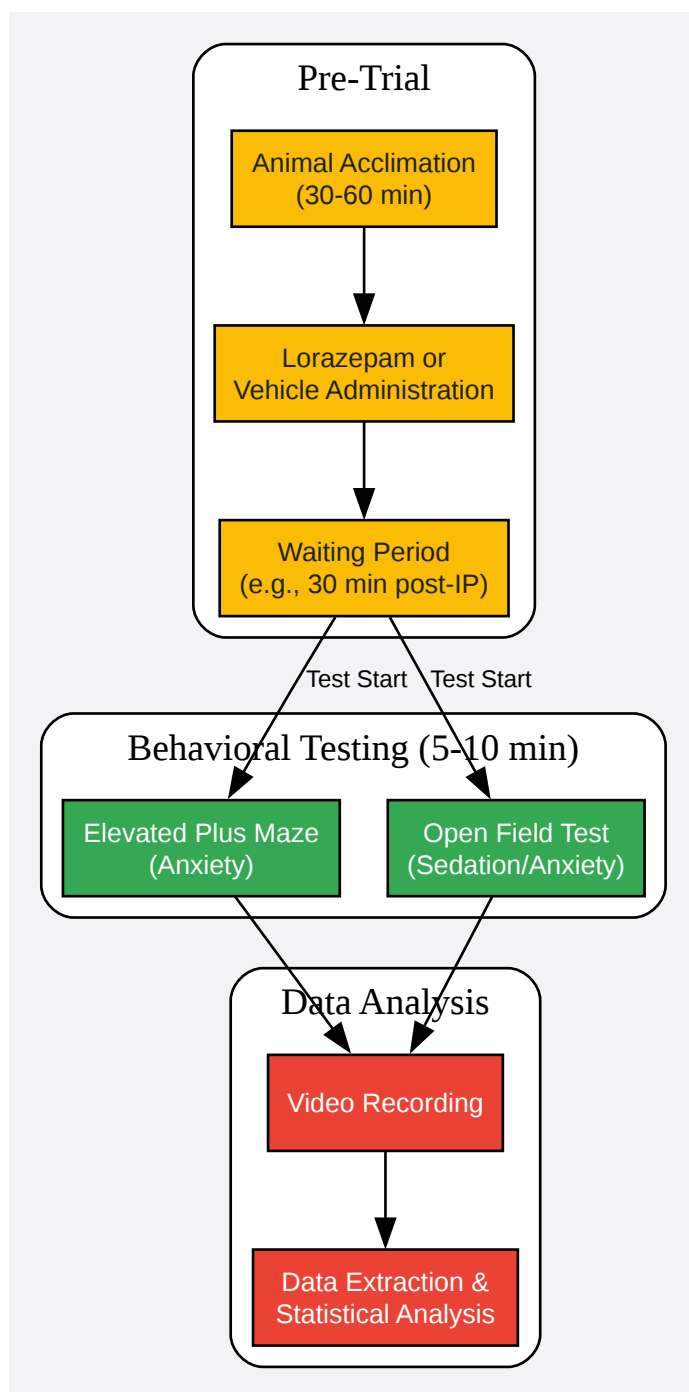 Pre-Trial
Animal Acclimation
(30-60 min)
Lorazepam or
Vehicle Administration
Waiting Period
(e.g., 30 min post-IP)
Test Start
Test Start
Behavioral Testing (5-10 min)
Elevated Plus Maze
(Anxiety)
Open Field Test
(Sedation/Anxiety)
Data Analysis
Video Recording
Data Extraction &
Statistical Analysis